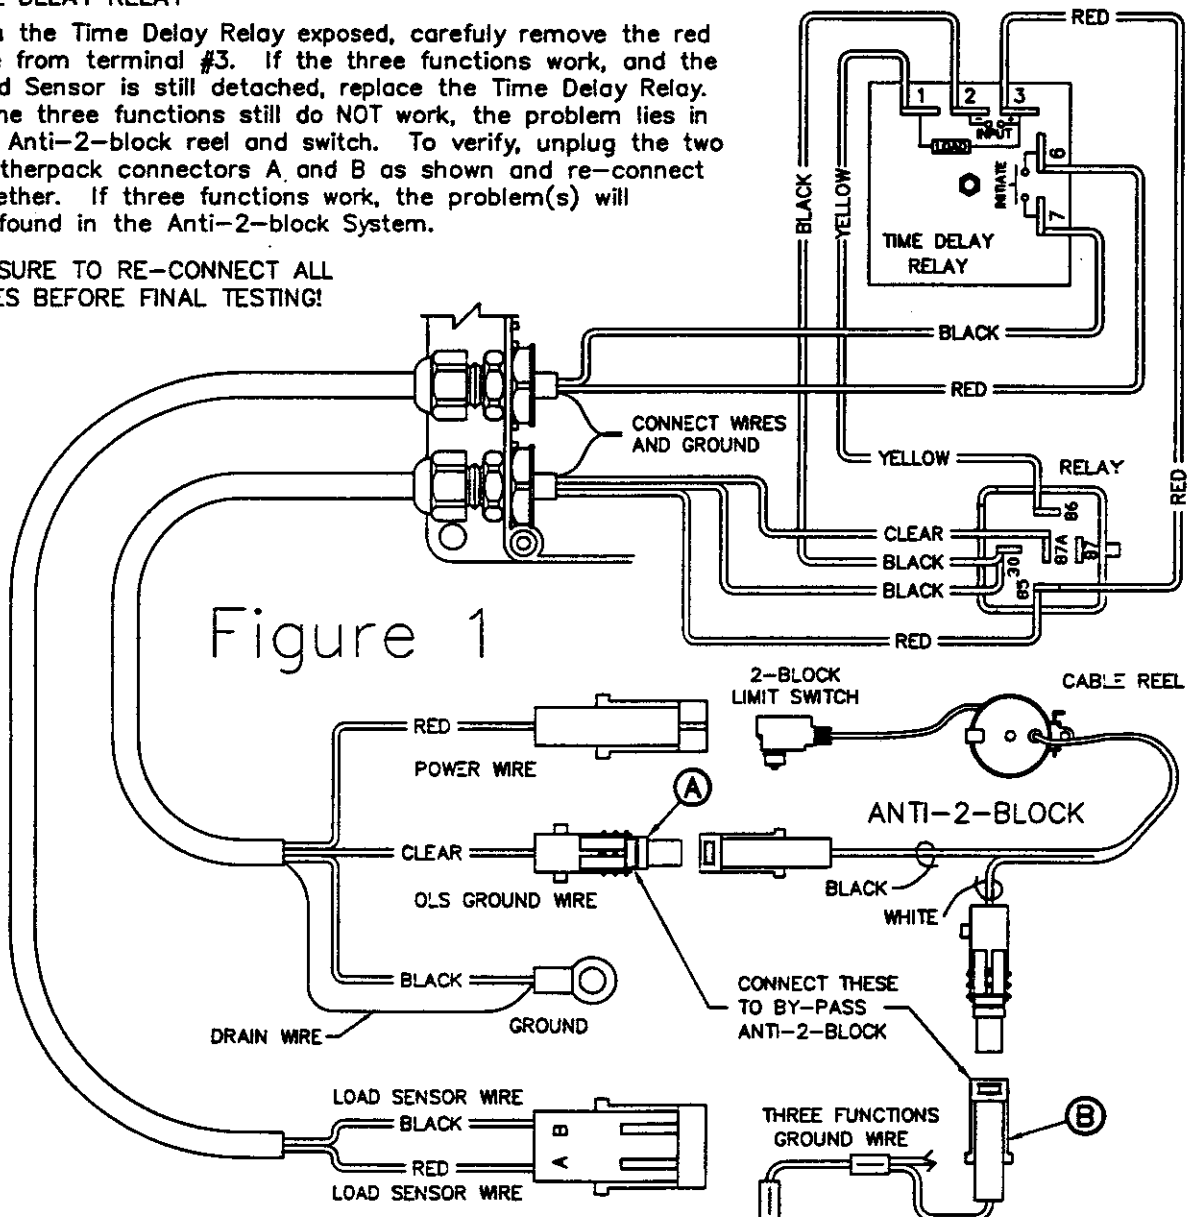 E DELAY RELAY
the Time Delay Relay exposed, carefuly remove the red
e from terminal #3. If the three functions work, and the
d Sensor is still detached, replace the Time Delay Relay.
he three functions still do NOT work, the problem lies in
Anti-2-block reel and switch. To verify, unplug the two
therpack connectors A and B as shown and re-connect
ether. If three functions work, the problem(s) will
found in the Anti-2-block System.
SURE TO RE-CONNECT ALL
ES BEFORE FINAL TESTING!
RED
1 2 3
- +
INPUT
LOAD
6
INITIATE
7
BLACK
YELLOW
TIME DELAY
RELAY
BLACK
RED
CONNECT WIRES
AND GROUND
YELLOW
RELAY
RED
86
CLEAR
87A
87
BLACK
30
BLACK
85
RED
Figure 1
2-BLOCK
LIMIT SWITCH
CABLE REEL
RED
POWER WIRE
A
ANTI-2-BLOCK
CLEAR
OLS GROUND WIRE
BLACK
WHITE
BLACK
GROUND
DRAIN WIRE
CONNECT THESE
TO BY-PASS
ANTI-2-BLOCK
LOAD SENSOR WIRE
BLACK
B
A
RED
LOAD SENSOR WIRE
THREE FUNCTIONS
GROUND WIRE
B